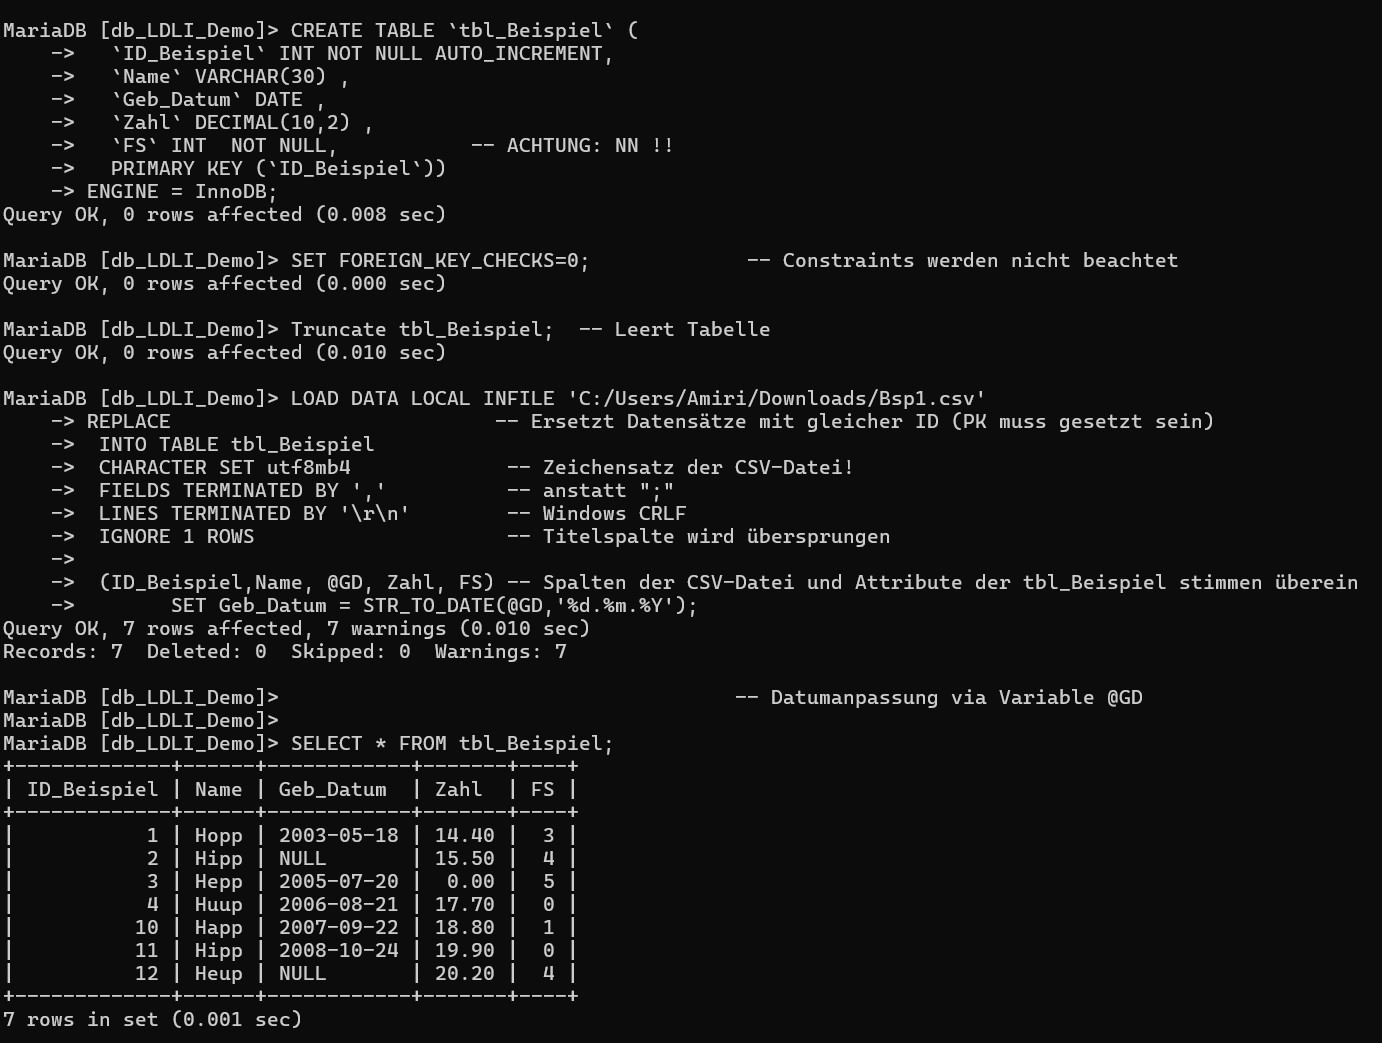 MariaDB [db_LDLI_Demo]> CREATE TABLE `tbl_Beispiel` (
    ->   `ID_Beispiel` INT NOT NULL AUTO_INCREMENT,
    ->   `Name` VARCHAR(30) ,
    ->   `Geb_Datum` DATE ,
    ->   `Zahl` DECIMAL(10,2) ,
    ->   `FS` INT  NOT NULL,           -- ACHTUNG: NN !!
    ->   PRIMARY KEY (`ID_Beispiel`))
    -> ENGINE = InnoDB;
Query OK, 0 rows affected (0.008 sec)

MariaDB [db_LDLI_Demo]> SET FOREIGN_KEY_CHECKS=0;             -- Constraints werden nicht beachtet
Query OK, 0 rows affected (0.000 sec)

MariaDB [db_LDLI_Demo]> Truncate tbl_Beispiel;  -- Leert Tabelle
Query OK, 0 rows affected (0.010 sec)

MariaDB [db_LDLI_Demo]> LOAD DATA LOCAL INFILE 'C:/Users/Amiri/Downloads/Bsp1.csv'
    -> REPLACE                           -- Ersetzt Datensätze mit gleicher ID (PK muss gesetzt sein)
    ->  INTO TABLE tbl_Beispiel
    ->  CHARACTER SET utf8mb4             -- Zeichensatz der CSV-Datei!
    ->  FIELDS TERMINATED BY ','          -- anstatt ";"
    ->  LINES TERMINATED BY '\r\n'        -- Windows CRLF
    ->  IGNORE 1 ROWS                     -- Titelspalte wird übersprungen
    ->
    ->  (ID_Beispiel,Name, @GD, Zahl, FS) -- Spalten der CSV-Datei und Attribute der tbl_Beispiel stimmen überein
    ->        SET Geb_Datum = STR_TO_DATE(@GD,'%d.%m.%Y');
Query OK, 7 rows affected, 7 warnings (0.010 sec)
Records: 7  Deleted: 0  Skipped: 0  Warnings: 7

MariaDB [db_LDLI_Demo]>                                      -- Datumanpassung via Variable @GD
MariaDB [db_LDLI_Demo]>
MariaDB [db_LDLI_Demo]> SELECT * FROM tbl_Beispiel;
+-------------+------+------------+-------+----+
| ID_Beispiel | Name | Geb_Datum  | Zahl  | FS |
+-------------+------+------------+-------+----+
|           1 | Hopp | 2003-05-18 | 14.40 |  3 |
|           2 | Hipp | NULL       | 15.50 |  4 |
|           3 | Hepp | 2005-07-20 |  0.00 |  5 |
|           4 | Huup | 2006-08-21 | 17.70 |  0 |
|          10 | Happ | 2007-09-22 | 18.80 |  1 |
|          11 | Hipp | 2008-10-24 | 19.90 |  0 |
|          12 | Heup | NULL       | 20.20 |  4 |
+-------------+------+------------+-------+----+
7 rows in set (0.001 sec)